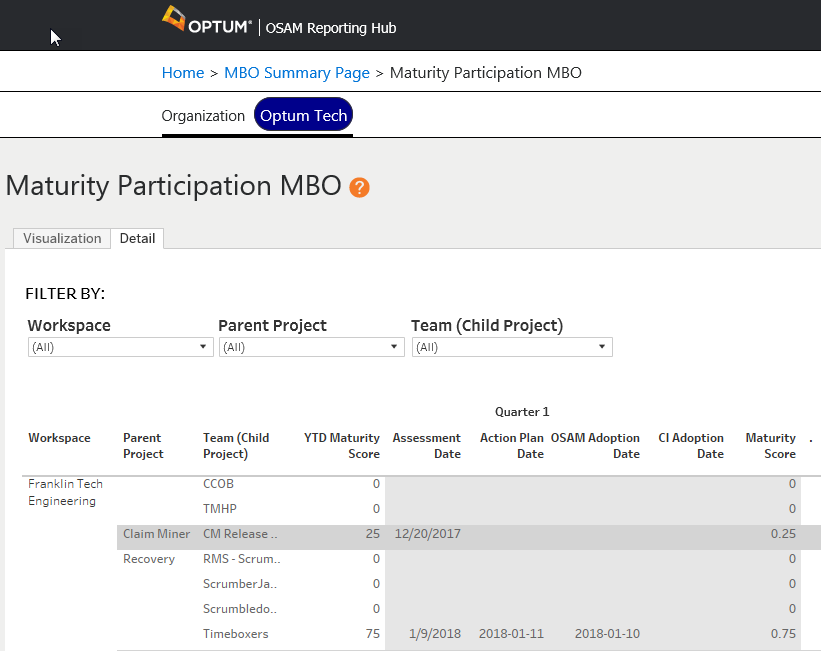 OPTUM® | OSAM Reporting Hub
Home > MBO Summary Page > Maturity Participation MBO
Organization Optum Tech
Maturity Participation MBO ?
Visualization Detail
FILTER BY:
Workspace Parent Project Team (Child Project)
(All) (All) (All)
Quarter 1
Workspace Parent Team (Child YTD Maturity Assessment Action Plan OSAM Adoption CI Adoption Maturity .
Project Project) Score Date Date Date Date Score
Franklin Tech CCOB 0 0
Engineering
TMHP 0 0
Claim Miner CM Release .. 25 12/20/2017 0.25
Recovery RMS - Scrum.. 0 0
ScrumberJa.. 0 0
Scrumbledo.. 0 0
Timeboxers 75 1/9/2018 2018-01-11 2018-01-10 0.75